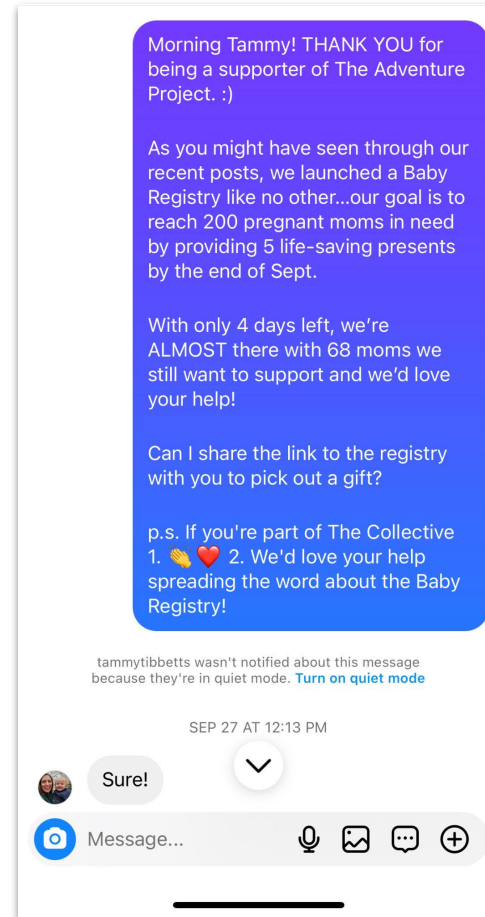 Morning Tammy! THANK YOU for
being a supporter of The Adventure
Project. :)
As you might have seen through our
recent posts, we launched a Baby
Registry like no other...our goal is to
reach 200 pregnant moms in need
by providing 5 life-saving presents
by the end of Sept.
With only 4 days left, we're
ALMOST there with 68 moms we
still want to support and we'd love
your help!
Can I share the link to the registry
with you to pick out a gift?
p.s. If you're part of The Collective
1. 👏 ❤️ 2. We'd love your help
spreading the word about the Baby
Registry!
tammytibbetts wasn't notified about this message
because they're in quiet mode. Turn on quiet mode
SEP 27 AT 12:13 PM
Sure!
Message...